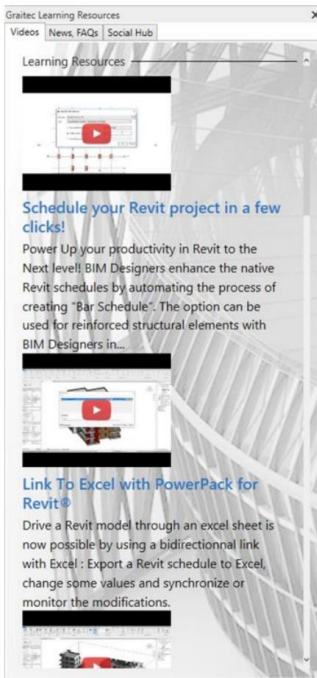 Graitec Learning Resources
Videos News, FAQs Social Hub
Learning Resources
Schedule your Revit project in a few
clicks!
Power Up your productivity in Revit to the
Next level! BIM Designers enhance the native
Revit schedules by automating the process of
creating "Bar Schedule". The option can be
used for reinforced structural elements with
BIM Designers in...
Link To Excel with PowerPack for
Revit®
Drive a Revit model through an excel sheet is
now possible by using a bidirectionnal link
with Excel : Export a Revit schedule to Excel,
change some values and synchronize or
monitor the modifications.